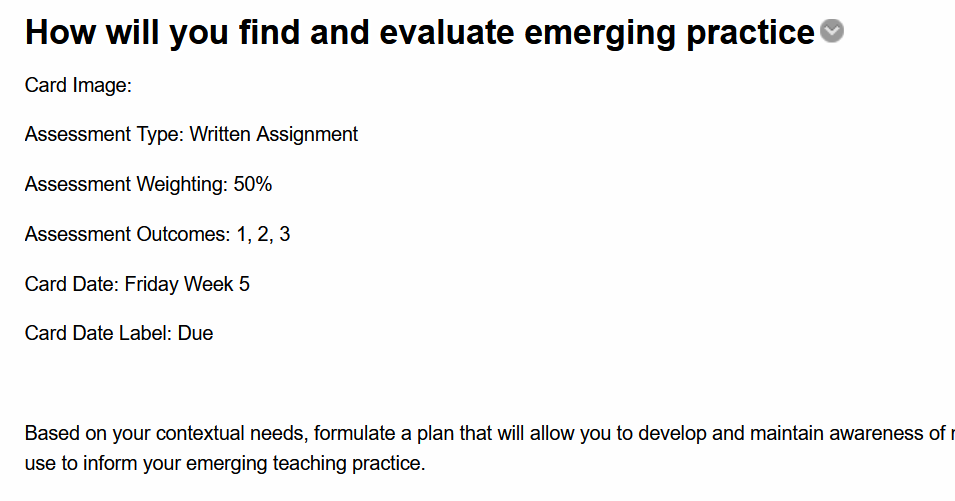 How will you find and evaluate emerging practice
Card Image:
Assessment Type: Written Assignment
Assessment Weighting: 50%
Assessment Outcomes: 1, 2, 3
Card Date: Friday Week 5
Card Date Label: Due
Based on your contextual needs, formulate a plan that will allow you to develop and maintain awareness of
use to inform your emerging teaching practice.